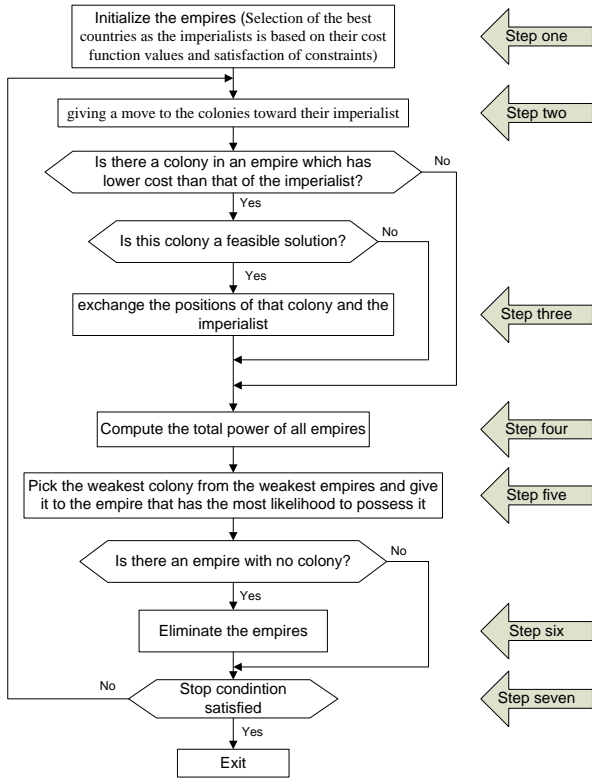 Initialize the empires (Selection of the best
countries as the imperialists is based on their cost
function values and satisfaction of constraints)
Step one
giving a move to the colonies toward their imperialist
Step two
Is there a colony in an empire which has
lower cost than that of the imperialist?
No
Yes
Is this colony a feasible solution?
No
Yes
exchange the positions of that colony and the
imperialist
Step three
Compute the total power of all empires
Step four
Pick the weakest colony from the weakest empires and give
it to the empire that has the most likelihood to possess it
Step five
Is there an empire with no colony?
No
Yes
Eliminate the empires
Step six
No
Stop condintion
satisfied
Step seven
Yes
Exit